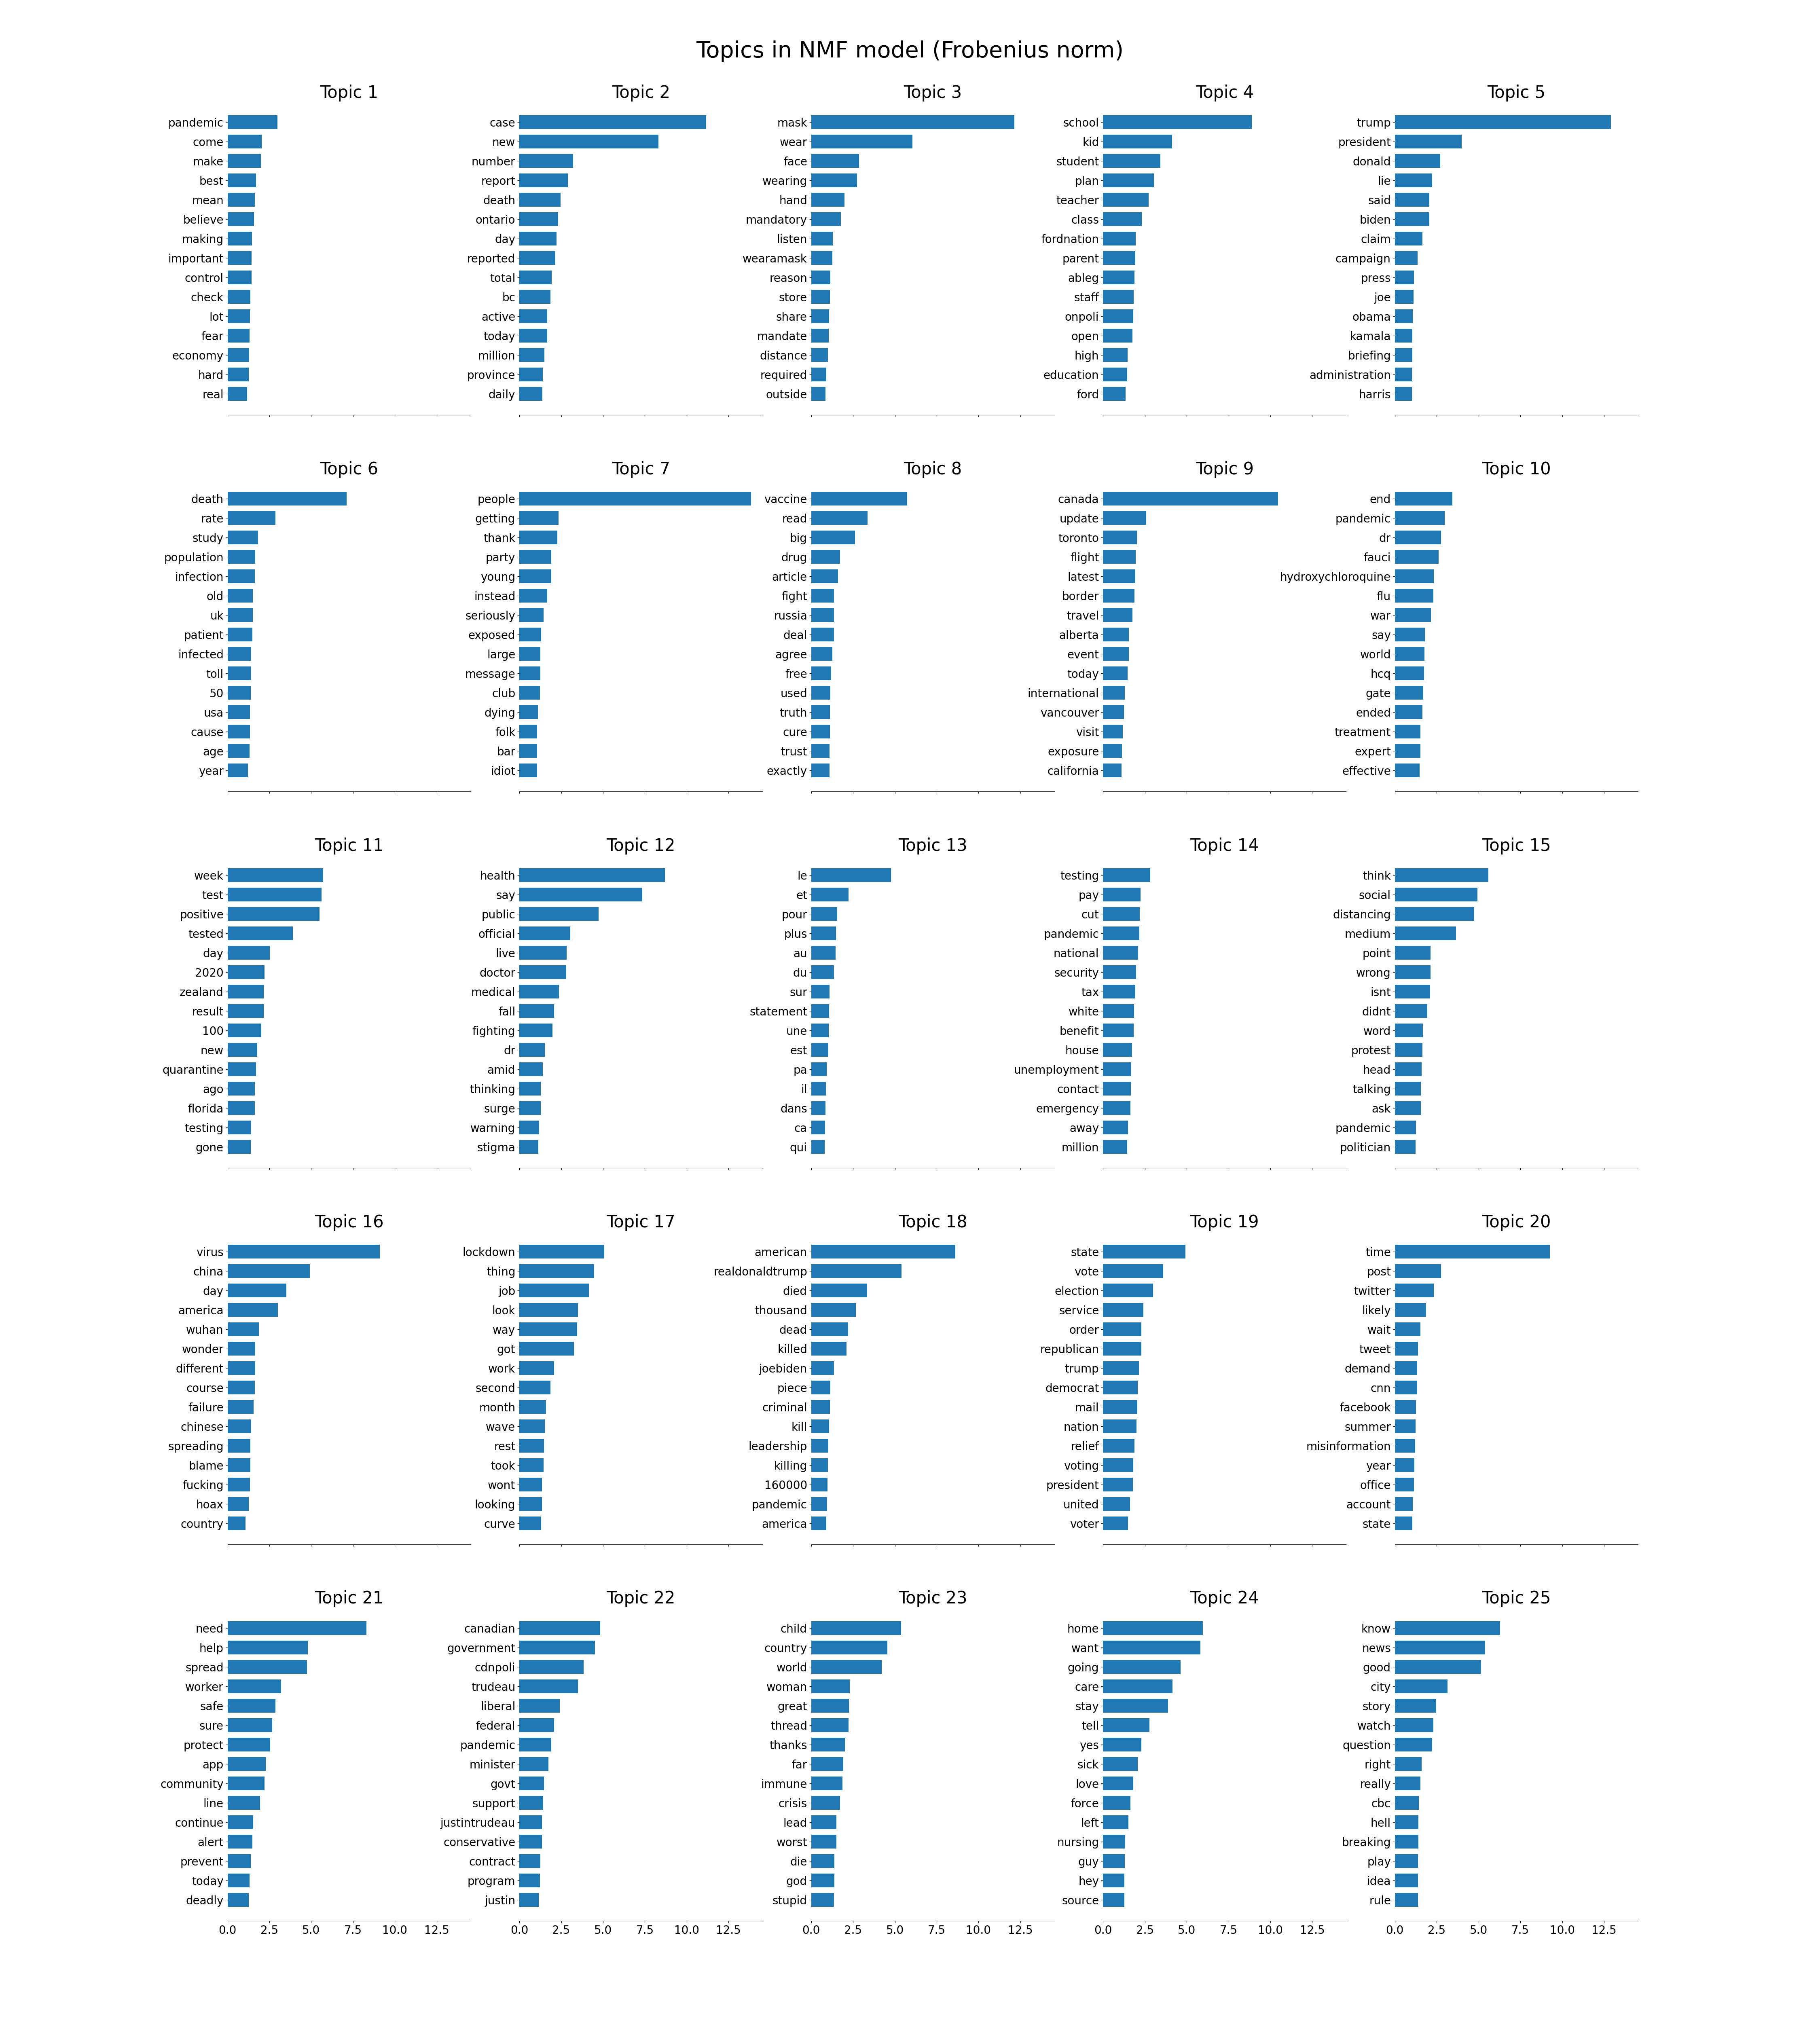 Topics in NMF model (Frobenius norm)
Topic 1
pandemic
come
make
best
mean
believe
making
important
control
check
lot
fear
economy
hard
real
Topic 2
case
new
number
report
death
ontario
day
reported
total
bc
active
today
million
province
daily
Topic 3
mask
wear
face
wearing
hand
mandatory
listen
wearamask
reason
store
share
mandate
distance
required
outside
Topic 4
school
kid
student
plan
teacher
class
fordnation
parent
ableg
staff
onpoli
open
high
education
ford
Topic 5
trump
president
donald
lie
said
biden
claim
campaign
press
joe
obama
kamala
briefing
administration
harris
Topic 6
death
rate
study
population
infection
old
uk
patient
infected
toll
50
usa
cause
age
year
Topic 7
people
getting
thank
party
young
instead
seriously
exposed
large
message
club
dying
folk
bar
idiot
Topic 8
vaccine
read
big
drug
article
fight
russia
deal
agree
free
used
truth
cure
trust
exactly
Topic 9
canada
update
toronto
flight
latest
border
travel
alberta
event
today
international
vancouver
visit
exposure
california
Topic 10
end
pandemic
dr
fauci
hydroxychloroquine
flu
war
say
world
hcq
gate
ended
treatment
expert
effective
Topic 11
week
test
positive
tested
day
2020
zealand
result
100
new
quarantine
ago
florida
testing
gone
Topic 12
health
say
public
official
live
doctor
medical
fall
fighting
dr
amid
thinking
surge
warning
stigma
Topic 13
le
et
pour
plus
au
du
sur
statement
une
est
pa
il
dans
ca
qui
Topic 14
testing
pay
cut
pandemic
national
security
tax
white
benefit
house
unemployment
contact
emergency
away
million
Topic 15
think
social
distancing
medium
point
wrong
isnt
didnt
word
protest
head
talking
ask
pandemic
politician
Topic 16
virus
china
day
america
wuhan
wonder
different
course
failure
chinese
spreading
blame
fucking
hoax
country
Topic 17
lockdown
thing
job
look
way
got
work
second
month
wave
rest
took
wont
looking
curve
Topic 18
american
realdonaldtrump
died
thousand
dead
killed
joebiden
piece
criminal
kill
leadership
killing
160000
pandemic
america
Topic 19
state
vote
election
service
order
republican
trump
democrat
mail
nation
relief
voting
president
united
voter
Topic 20
time
post
twitter
likely
wait
tweet
demand
cnn
facebook
summer
misinformation
year
office
account
state
Topic 21
need
help
spread
worker
safe
sure
protect
app
community
line
continue
alert
prevent
today
deadly
0.0 2.5 5.0 7.5 10.0 12.5
Topic 22
canadian
government
cdnpoli
trudeau
liberal
federal
pandemic
minister
govt
support
justintrudeau
conservative
contract
program
justin
0.0 2.5 5.0 7.5 10.0 12.5
Topic 23
child
country
world
woman
great
thread
thanks
far
immune
crisis
lead
worst
die
god
stupid
0.0 2.5 5.0 7.5 10.0 12.5
Topic 24
home
want
going
care
stay
tell
yes
sick
love
force
left
nursing
guy
hey
source
0.0 2.5 5.0 7.5 10.0 12.5
Topic 25
know
news
good
city
story
watch
question
right
really
cbc
hell
breaking
play
idea
rule
0.0 2.5 5.0 7.5 10.0 12.5